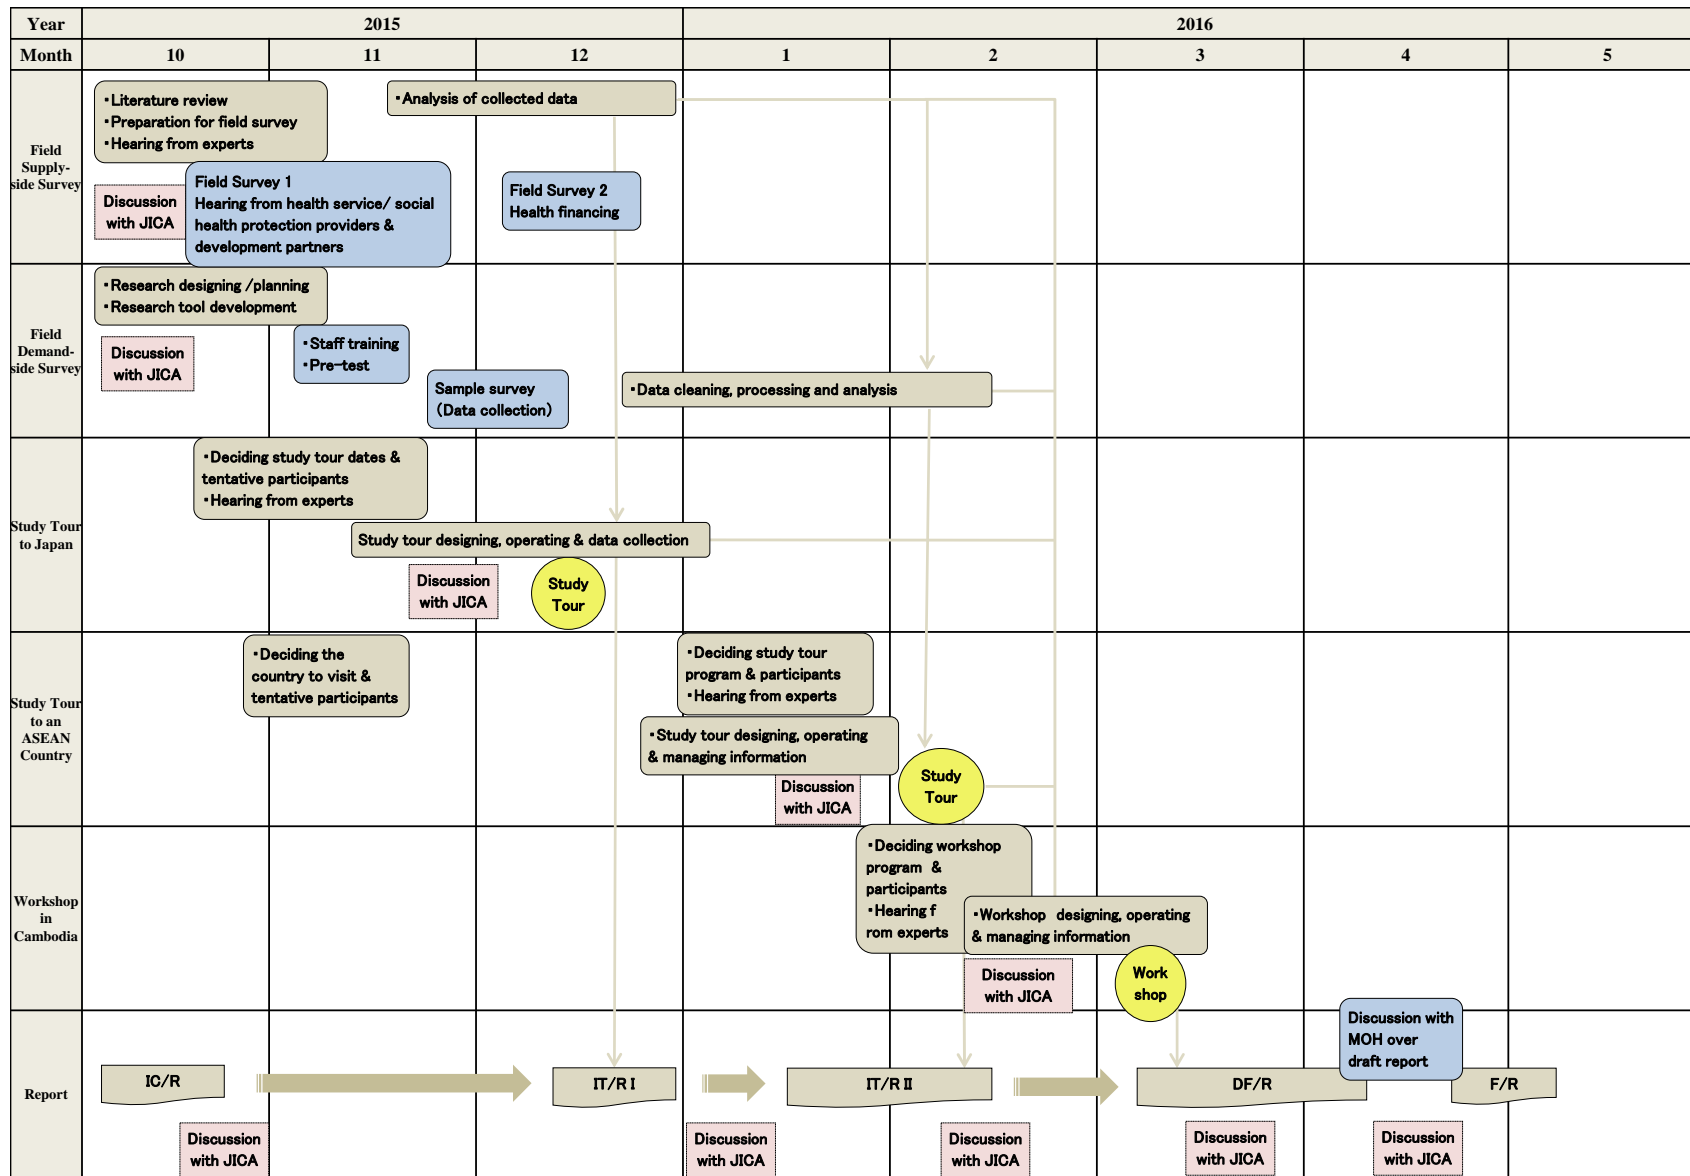 Year
2015
2016
Month
10
11
12
1
2
3
4
5
Field
Supply-
side Survey
・Literature review
・Preparation for field survey
・Hearing from experts
・Analysis of collected data
Discussion
with JICA
Field Survey 1
Hearing from health service/ social
health protection providers &
development partners
Field Survey 2
Health financing
Field
Demand-
side Survey
・Research designing /planning
・Research tool development
Discussion
with JICA
・Staff training
・Pre-test
Sample survey
(Data collection)
・Data cleaning, processing and analysis
Study Tour
to Japan
・Deciding study tour dates &
tentative participants
・Hearing from experts
Study tour designing, operating & data collection
Discussion
with JICA
Study
Tour
Study Tour
to an
ASEAN
Country
・Deciding the
country to visit &
tentative participants
・Deciding study tour
program & participants
・Hearing from experts
・Study tour designing, operating
& managing information
Discussion
with JICA
Study
Tour
Workshop
in
Cambodia
・Deciding workshop
program &
participants
・Hearing f
rom experts
・Workshop designing, operating
& managing information
Discussion
with JICA
Work
shop
Report
IC/R
IT/R I
IT/R II
DF/R
Discussion with
MOH over
draft report
F/R
Discussion
with JICA
Discussion
with JICA
Discussion
with JICA
Discussion
with JICA
Discussion
with JICA